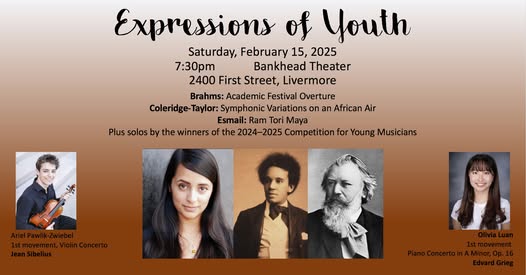 Expressions of Youth
Saturday, February 15, 2025
7:30pm Bankhead Theater
2400 First Street, Livermore
Brahms: Academic Festival Overture
Coleridge-Taylor: Symphonic Variations on an African Air
Esmail: Ram Tori Maya
Plus solos by the winners of the 2024–2025 Competition for Young Musicians
Ariel Pawlik-Zwiebel
1st movement, Violin Concerto
Jean Sibelius
Olivia Luan
1st movement
Piano Concerto in A Minor, Op. 16
Edvard Grieg